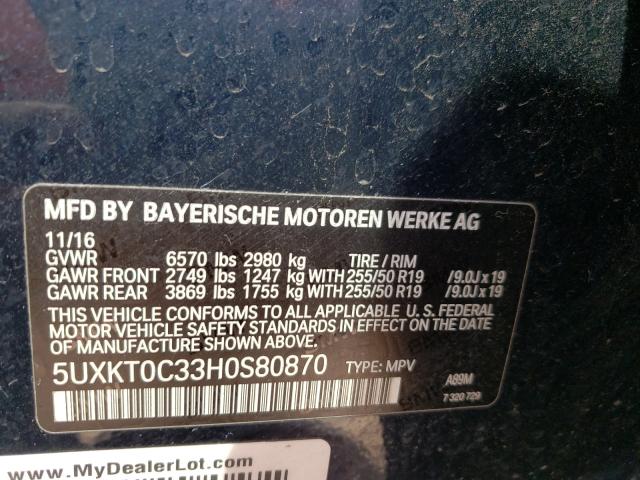 MFD BY BAYERISCHE MOTOREN WERKE AG
11/16
GVWR 6570 lbs 2980 kg TIRE / RIM
GAWR FRONT 2749 lbs 1247 kg WITH 255/50 R19 /9.0J x 19
GAWR REAR 3869 lbs 1755 kg WITH 255/50 R19 /9.0J x 19
THIS VEHICLE CONFORMS TO ALL APPLICABLE U. S. FEDERAL
MOTOR VEHICLE SAFETY STANDARDS IN EFFECT ON THE DATE
OF MANUFACTURE SHOWN ABOVE.
5UXKT0C33H0S80870 TYPE: MPV
A89M
7 320 729
www.MyDealerLot.com